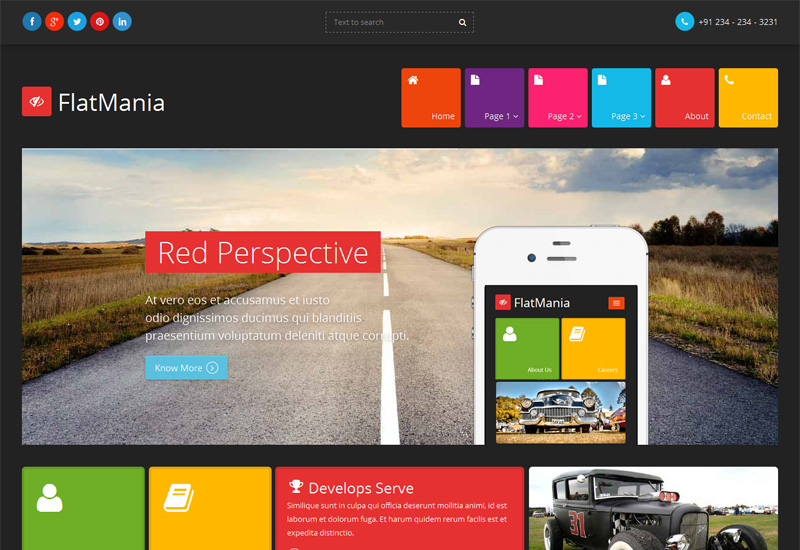 Text to search
+91 234 - 234 - 3231
FlatMania
Home
Page 1
Page 2
Page 3
About
Contact
Red Perspective
At vero eos et accusamus et iusto
odio dignissimos ducimus qui blanditiis
praesentium voluptatum deleniti atque corrupti.
Know More
FlatMania
About Us
Careers
Develops Serve
Similique sunt in culpa qui officia deserunt mollitia animi, id est
laborum et dolorum fuga. Et harum quidem rerum facilis est et
expedita distinctio.
31